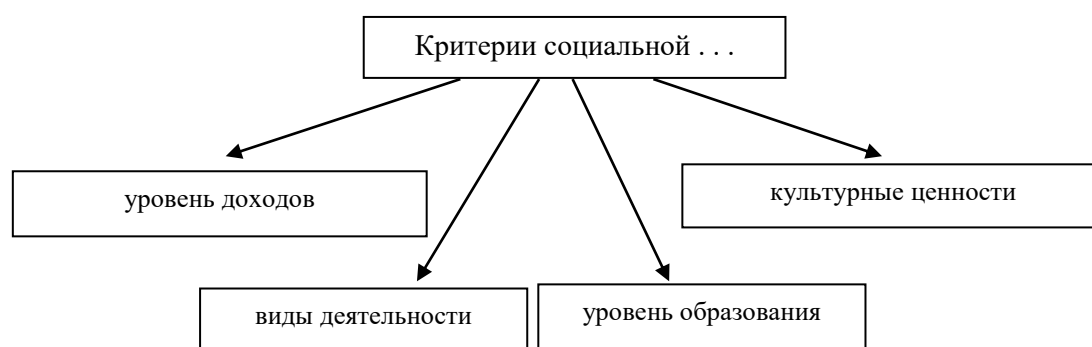 Критерии социальной . . .
уровень доходов
культурные ценности
виды деятельности
уровень образования